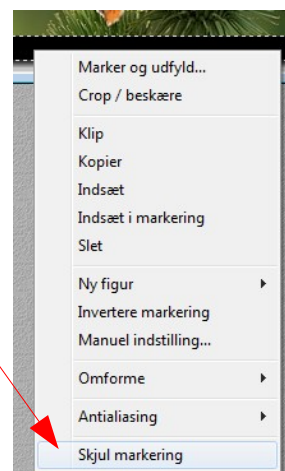 Marker og udfyld...
Crop / beskære
Klip
Kopier
Indsæt
Indsæt i markering
Slet
Ny figur
Invertere markering
Manuel indstilling...
Omforme
Antialiasing
Skjul markering